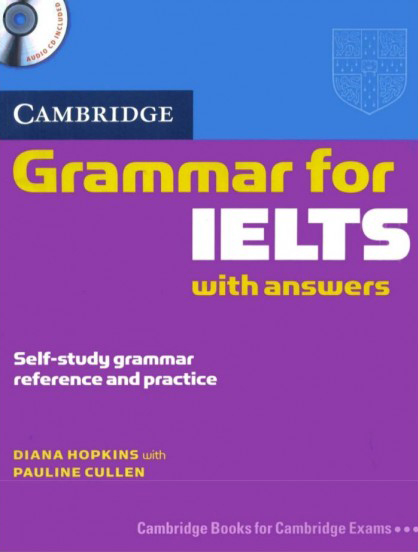 AUDIO CD INCLUDED
CAMBRIDGE
Grammar for
IELTS
with answers
Self-study grammar
reference and practice
DIANA HOPKINS with
PAULINE CULLEN
Cambridge Books for Cambridge Exams •••